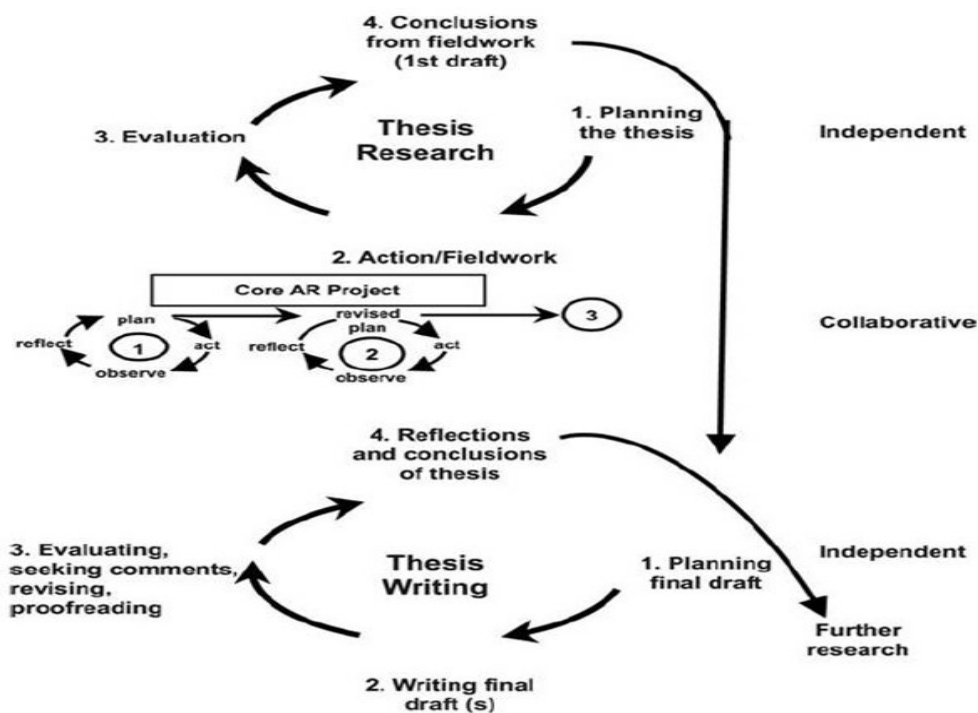 4. Conclusions
from fieldwork
(1st draft)
1. Planning
the thesis
3. Evaluation
Thesis
Research
Independent
2. Action/Fieldwork
Core AR Project
plan
reflect
1
act
observe
revised
plan
reflect
2
act
observe
3
Collaborative
4. Reflections
and conclusions
of thesis
3. Evaluating,
seeking comments,
revising,
proofreading
Thesis
Writing
1. Planning
final draft
Independent
Further
research
2. Writing final
draft (s)